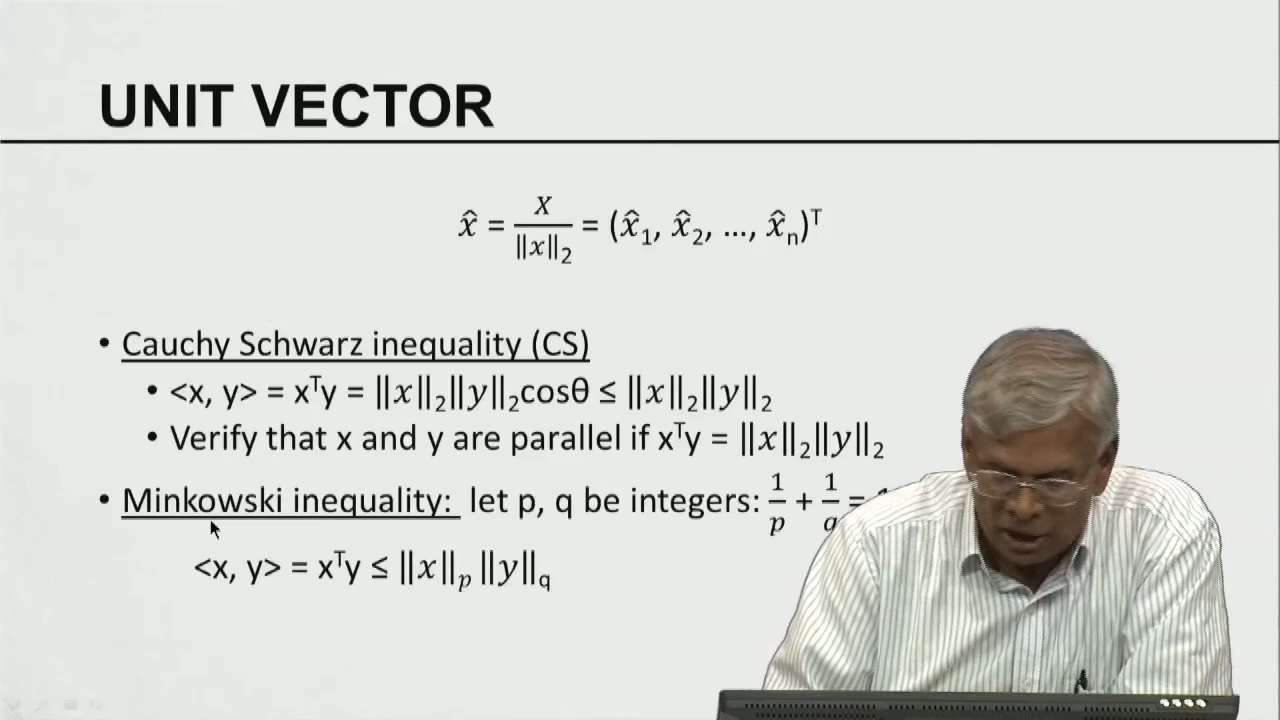 UNIT VECTOR
x̂ = X / ‖x‖₂ = (x̂₁, x̂₂, ..., x̂ₙ)ᵀ
• Cauchy Schwarz inequality (CS)
• <x, y> = xᵀy = ‖x‖₂‖y‖₂cosθ ≤ ‖x‖₂‖y‖₂
• Verify that x and y are parallel if xᵀy = ‖x‖₂‖y‖₂
• Minkowski inequality: let p, q be integers: 1/p + 1/q =
<x, y> = xᵀy ≤ ‖x‖ₚ ‖y‖q